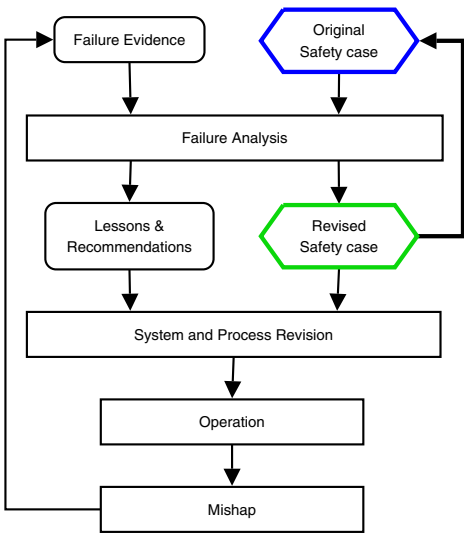 Failure Evidence
Original
Safety case
Failure Analysis
Lessons &
Recommendations
Revised
Safety case
System and Process Revision
Operation
Mishap